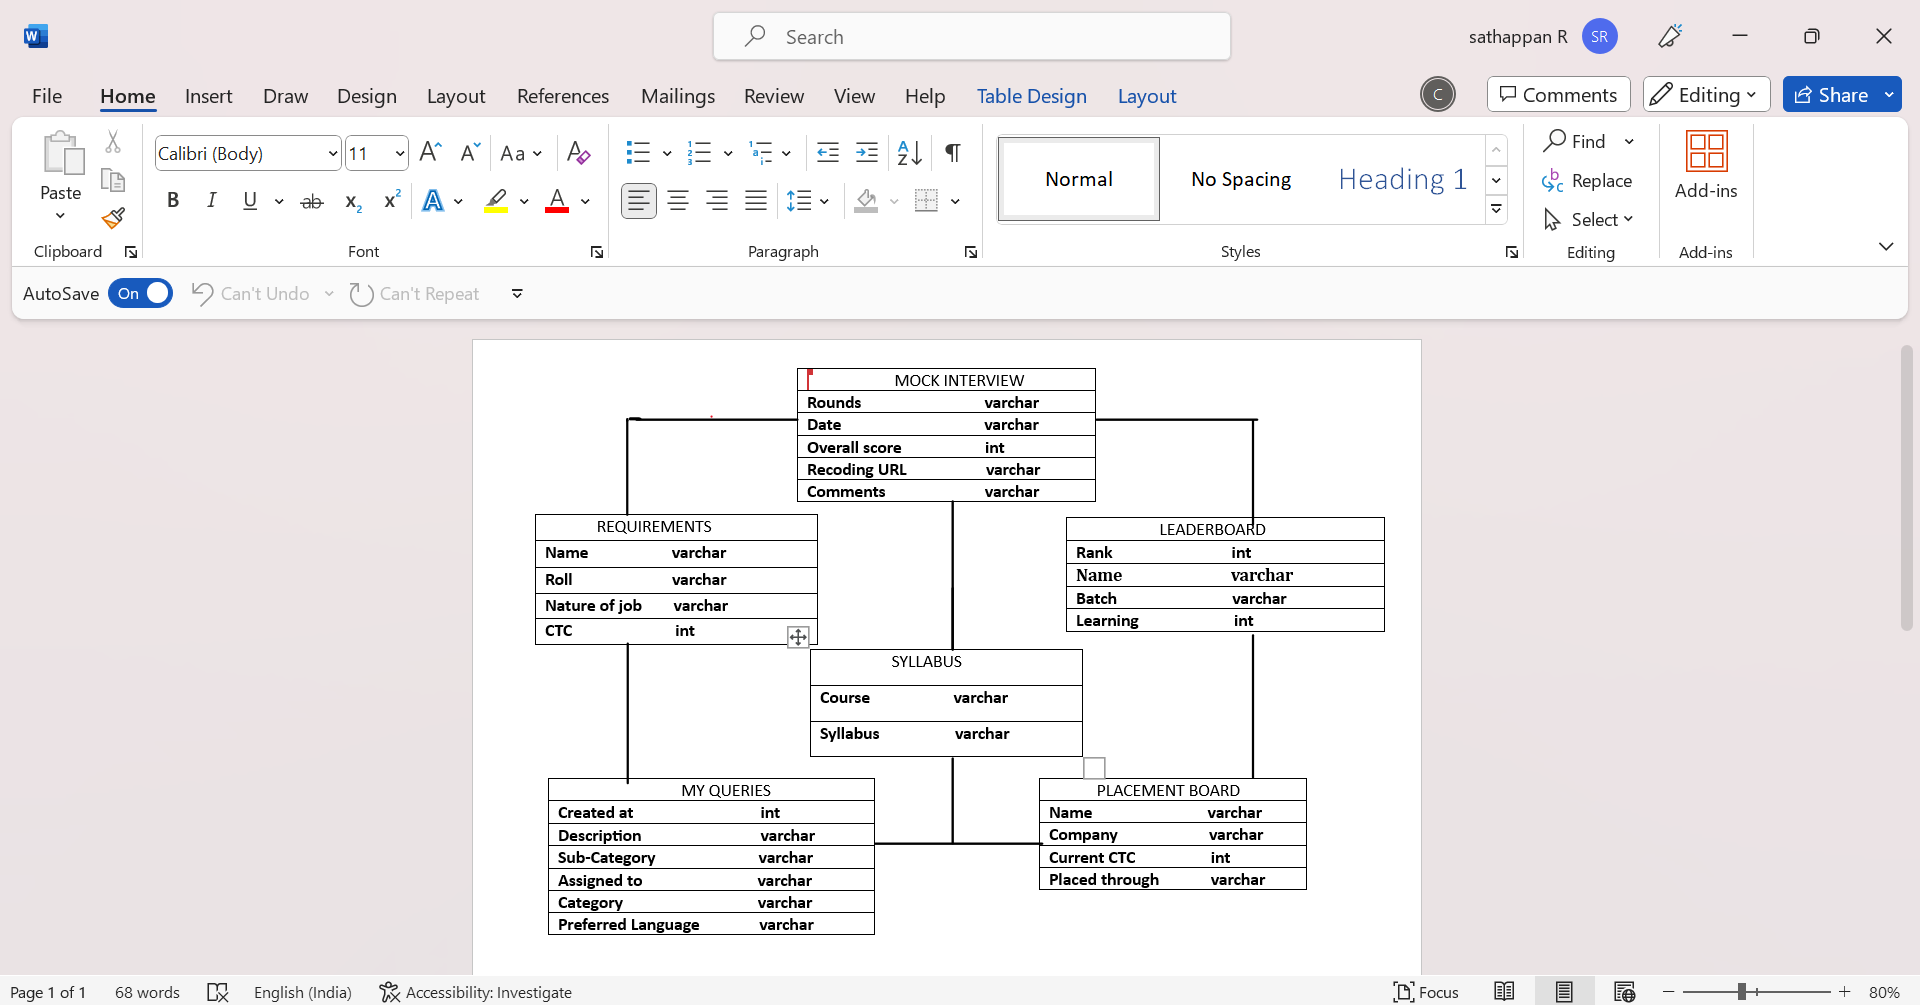 W
Search
sathappan R
SR
File Home Insert Draw Design Layout References Mailings Review View Help Table Design Layout
C
Comments
Editing
Share
Paste
Clipboard
Calibri (Body)
11
Aa
B I U ab x2 x2 A A
Font
Paragraph
Normal
No Spacing
Heading 1
Styles
Find
Replace
Select
Editing
Add-ins
Add-ins
AutoSave On Can't Undo Can't Repeat
MOCK INTERVIEW
Rounds varchar
Date varchar
Overall score int
Recoding URL varchar
Comments varchar
REQUIREMENTS
Name varchar
Roll varchar
Nature of job varchar
CTC int
LEADERBOARD
Rank int
Name varchar
Batch varchar
Learning int
SYLLABUS
Course varchar
Syllabus varchar
MY QUERIES
Created at int
Description varchar
Sub-Category varchar
Assigned to varchar
Category varchar
Preferred Language varchar
PLACEMENT BOARD
Name varchar
Company varchar
Current CTC int
Placed through varchar
Page 1 of 1 68 words English (India) Accessibility: Investigate Focus 80%